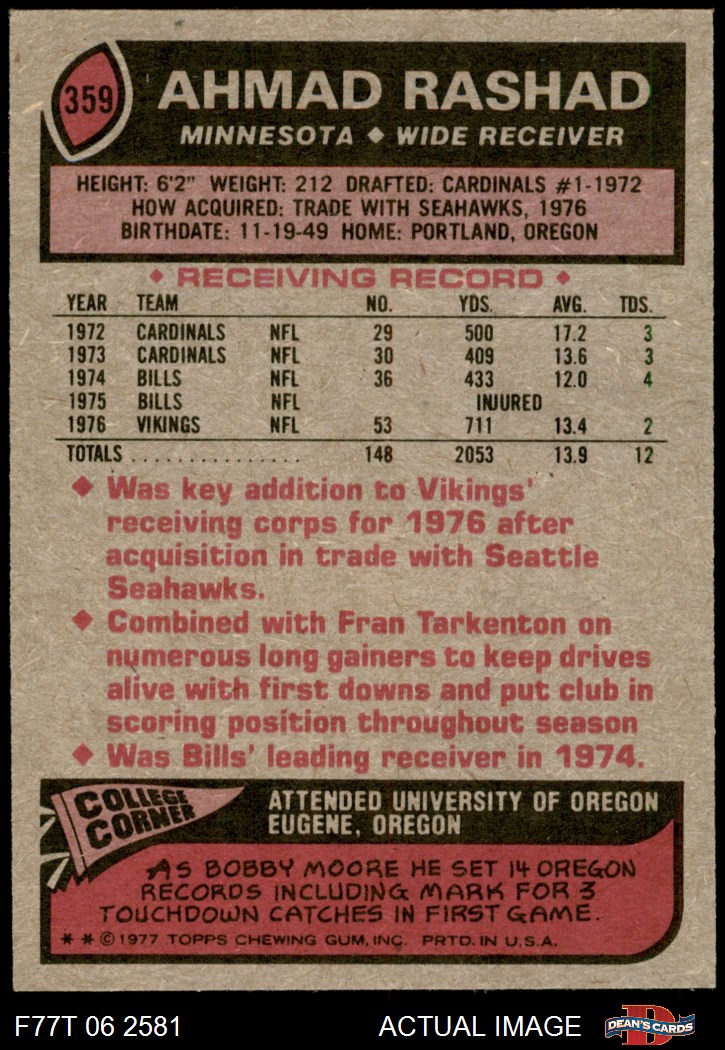 359
AHMAD RASHAD
MINNESOTA ◆ WIDE RECEIVER
HEIGHT: 6'2" WEIGHT: 212 DRAFTED: CARDINALS #1-1972
HOW ACQUIRED: TRADE WITH SEAHAWKS, 1976
BIRTHDATE: 11-19-49 HOME: PORTLAND, OREGON
◆ RECEIVING RECORD ◆
YEAR TEAM NO. YDS. AVG. TDS.
1972 CARDINALS NFL 29 500 17.2 3
1973 CARDINALS NFL 30 409 13.6 3
1974 BILLS NFL 36 433 12.0 4
1975 BILLS NFL INJURED
1976 VIKINGS NFL 53 711 13.4 2
TOTALS . . . . . . . . . . . . . . . 148 2053 13.9 12
◆ Was key addition to Vikings'
receiving corps for 1976 after
acquisition in trade with Seattle
Seahawks.
◆ Combined with Fran Tarkenton on
numerous long gainers to keep drives
alive with first downs and put club in
scoring position throughout season
◆ Was Bills' leading receiver in 1974.
COLLEGE
CORNER
ATTENDED UNIVERSITY OF OREGON
EUGENE, OREGON
AS BOBBY MOORE HE SET 14 OREGON
RECORDS INCLUDING MARK FOR 3
TOUCHDOWN CATCHES IN FIRST GAME.
* * © 1977 TOPPS CHEWING GUM, INC. PRTD. IN U.S.A.
F77T 06 2581 ACTUAL IMAGE
D
DEAN'S CARDS